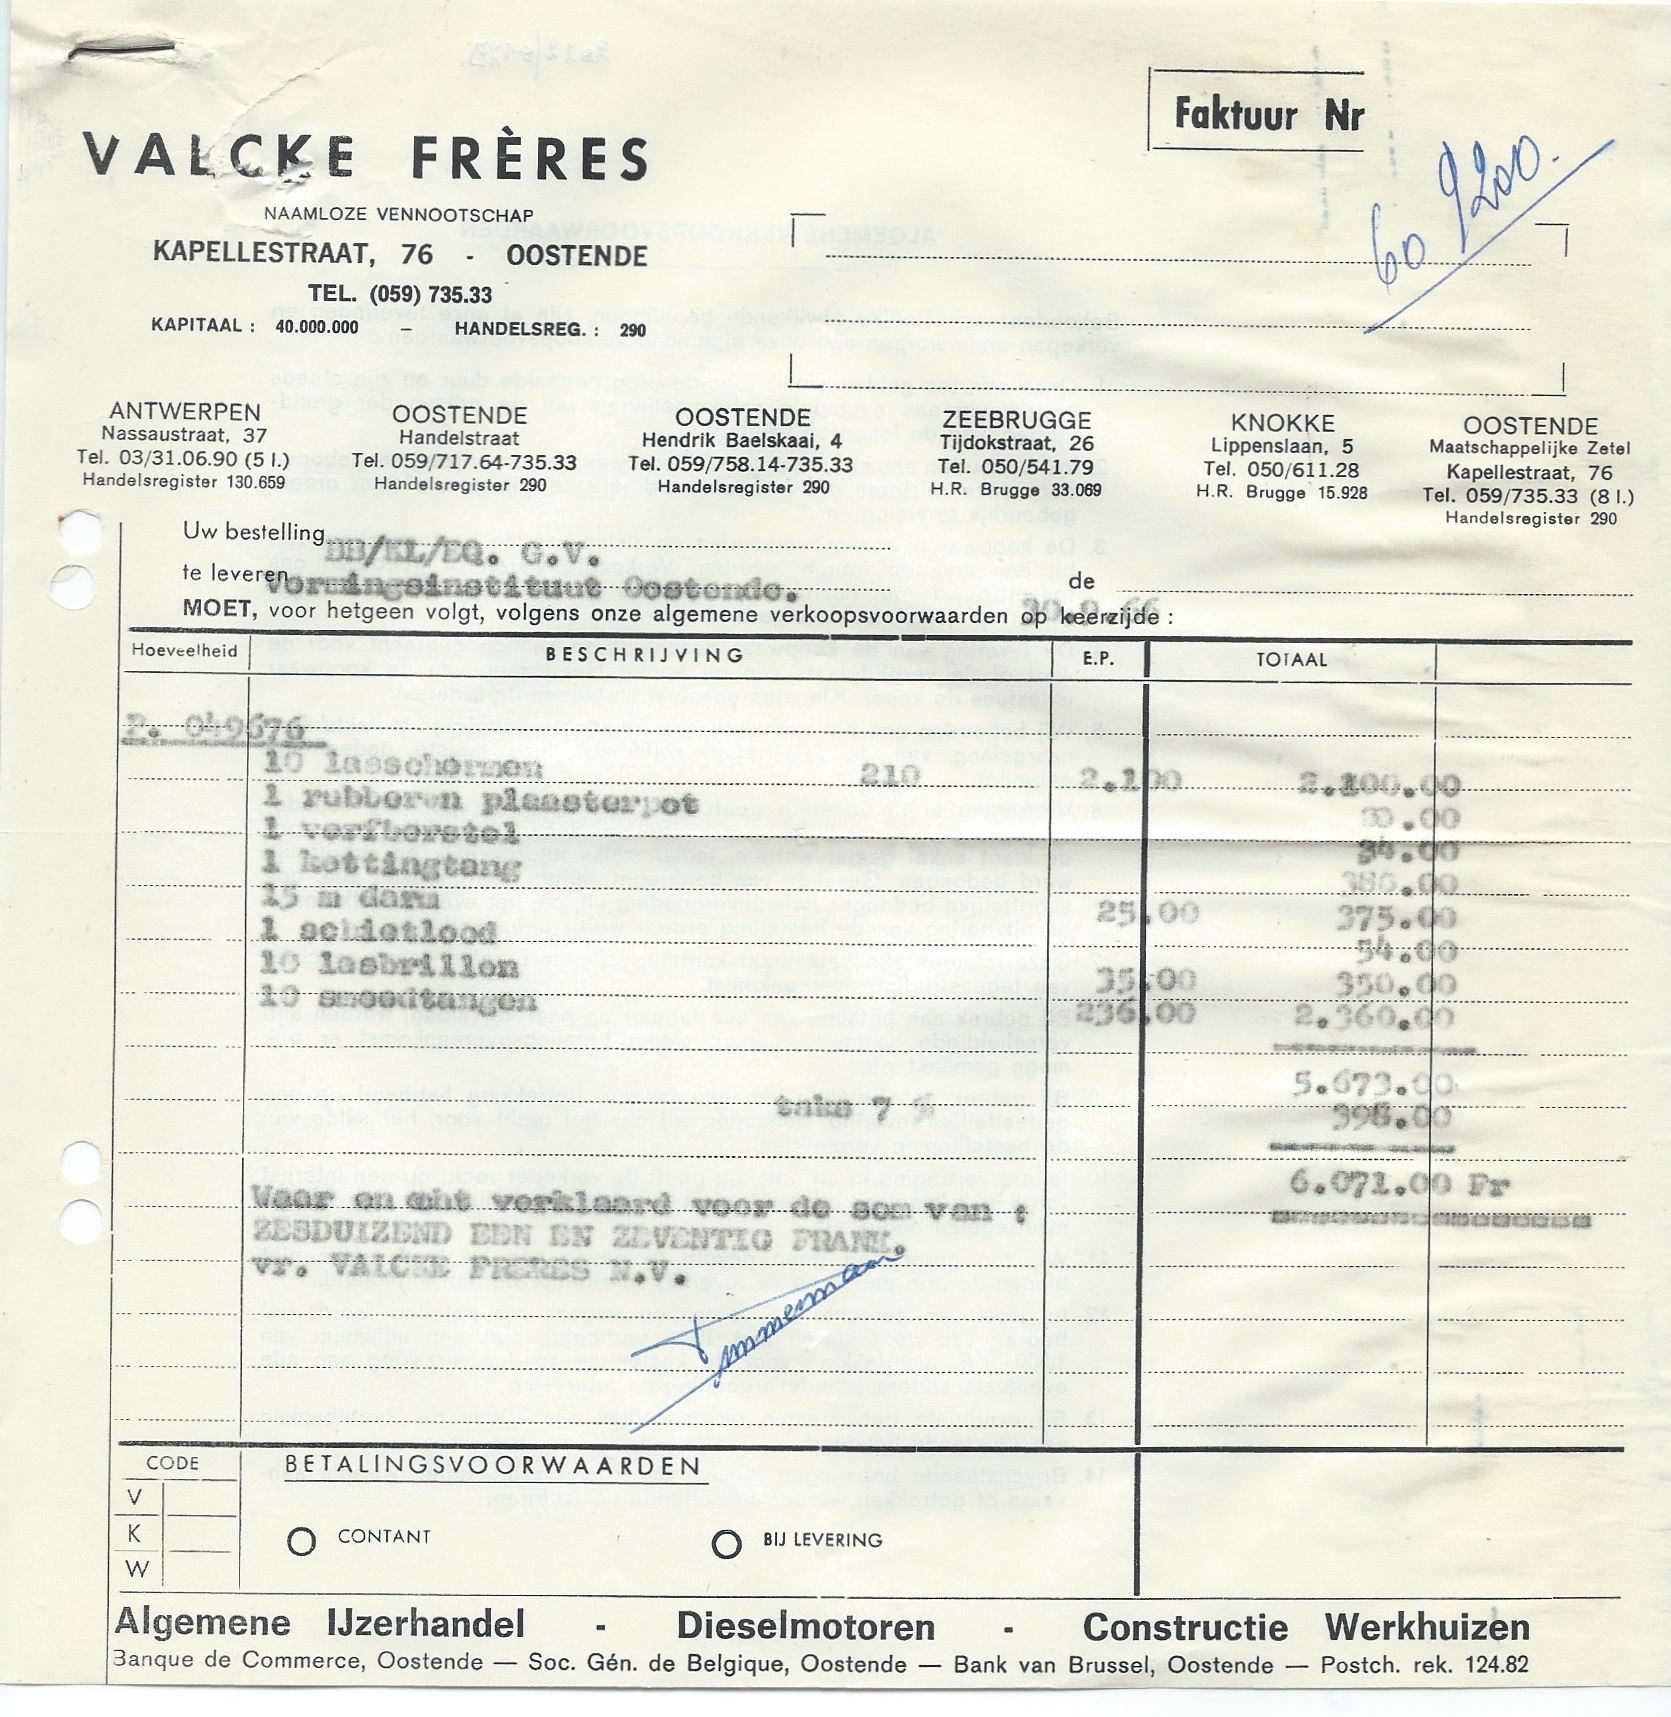 Faktuur Nr
VALCKE FRÈRES
60 9200.
NAAMLOZE VENNOOTSCHAP
KAPELLESTRAAT, 76 - OOSTENDE
TEL. (059) 735.33
KAPITAAL : 40.000.000 – HANDELSREG. : 290
ANTWERPEN
Nassaustraat, 37
Tel. 03/31.06.90 (5 l.)
Handelsregister 130.659
OOSTENDE
Handelstraat
Tel. 059/717.64-735.33
Handelsregister 290
OOSTENDE
Hendrik Baelskaai, 4
Tel. 059/758.14-735.33
Handelsregister 290
ZEEBRUGGE
Tijdokstraat, 26
Tel. 050/541.79
H.R. Brugge 33.069
KNOKKE
Lippenslaan, 5
Tel. 050/611.28
H.R. Brugge 15.928
OOSTENDE
Maatschappelijke Zetel
Kapellestraat, 76
Tel. 059/735.33 (8 l.)
Handelsregister 290
Uw bestelling BB/KL/EQ. G.V.
te leveren Vormingsinstituut Oostende. de
MOET, voor hetgeen volgt, volgens onze algemene verkoopsvoorwaarden op keerzijde : 30.9.66
Hoeveelheid BESCHRIJVING E.P. TOTAAL
P. 049676
10 lasschermen 210 2.100 2.100.00
1 rubberen plaasterpot .00
1 verfborstel 34.00
1 kettingtang 380.00
15 m darm 25.00 375.00
1 schietlood 54.00
10 lasbrillen 35.00 350.00
10 smeedtangen 236.00 2.360.00
5.673.00
taks 7 % 398.00
6.071.00 Fr
Waar en echt verklaard voor de som van :
ZESDUIZEND EEN EN ZEVENTIG FRANK.
vr. VALCKE FRERES N.V.
CODE BETALINGSVOORWAARDEN
V
K CONTANT BIJ LEVERING
W
Algemene IJzerhandel - Dieselmotoren - Constructie Werkhuizen
Banque de Commerce, Oostende — Soc. Gén. de Belgique, Oostende — Bank van Brussel, Oostende — Postch. rek. 124.82